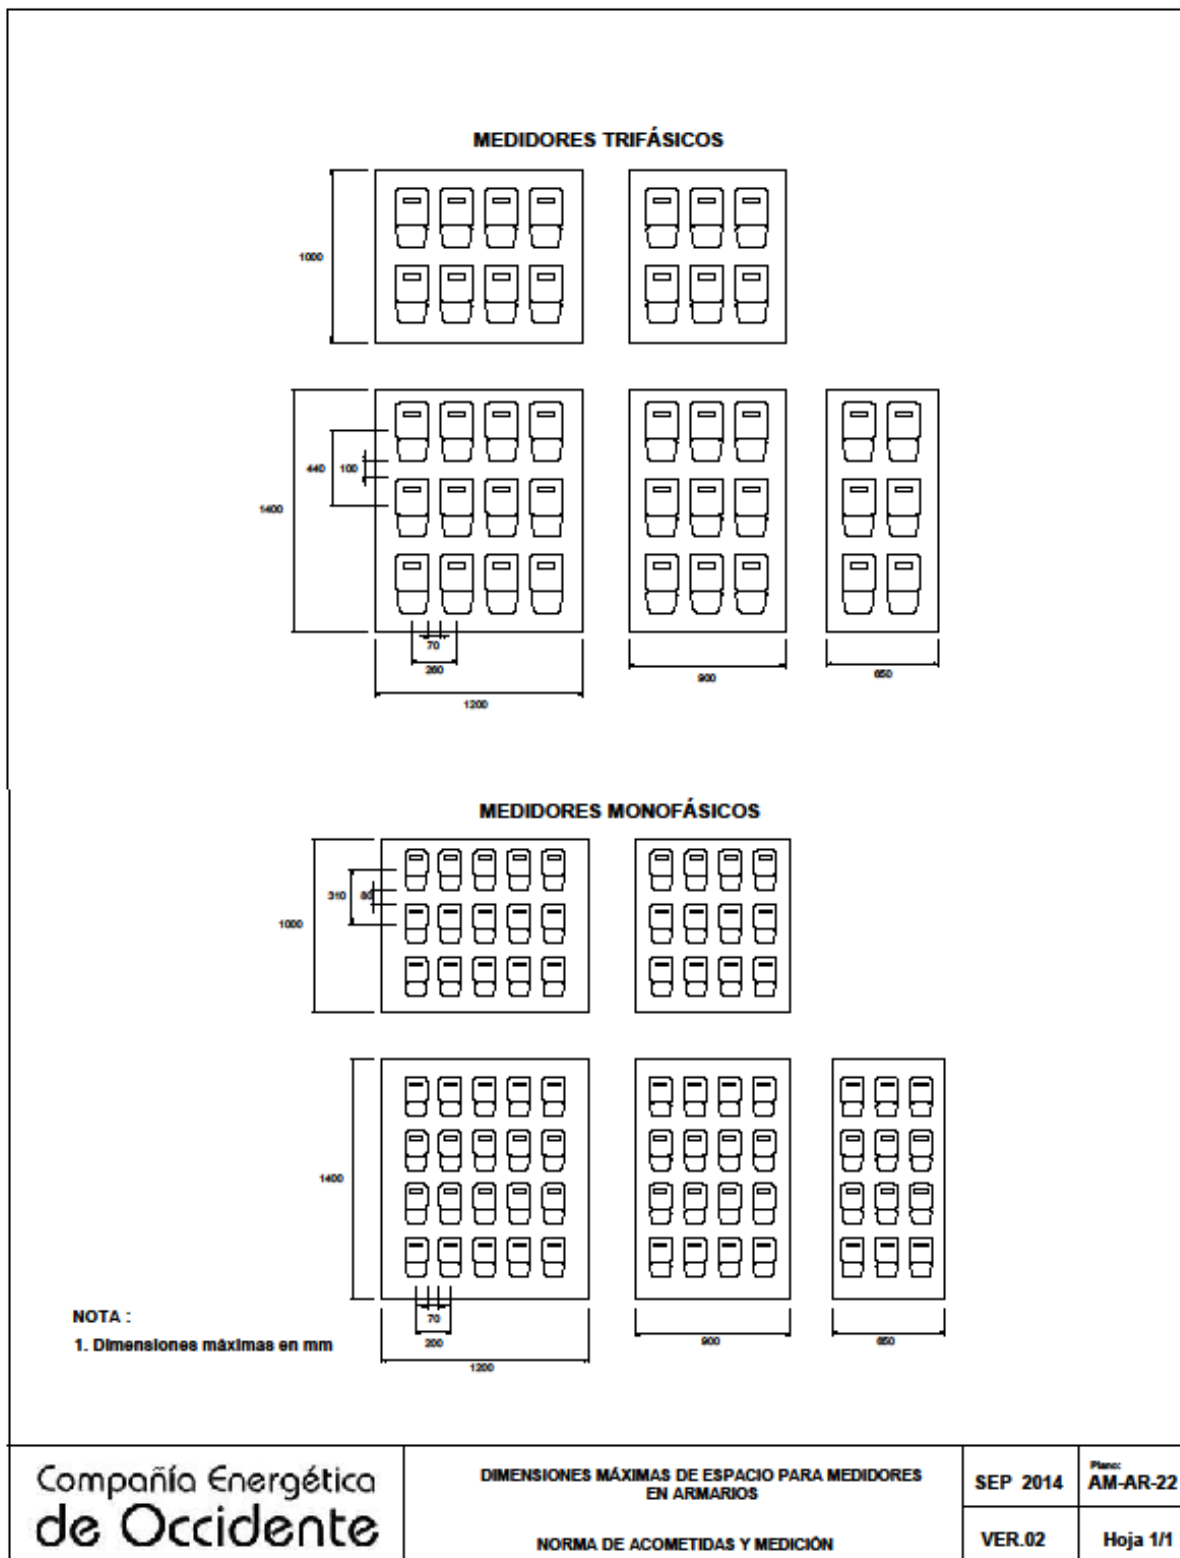 MEDIDORES TRIFÁSICOS
1000
440
100
1400
70
260
1200
900
650
MEDIDORES MONOFÁSICOS
310
80
1000
1400
70
200
1200
900
650
NOTA :
1. Dimensiones máximas en mm
Compañía Energética
de Occidente
DIMENSIONES MÁXIMAS DE ESPACIO PARA MEDIDORES
EN ARMARIOS
NORMA DE ACOMETIDAS Y MEDICIÓN
SEP 2014
Plano:
AM-AR-22
VER.02
Hoja 1/1